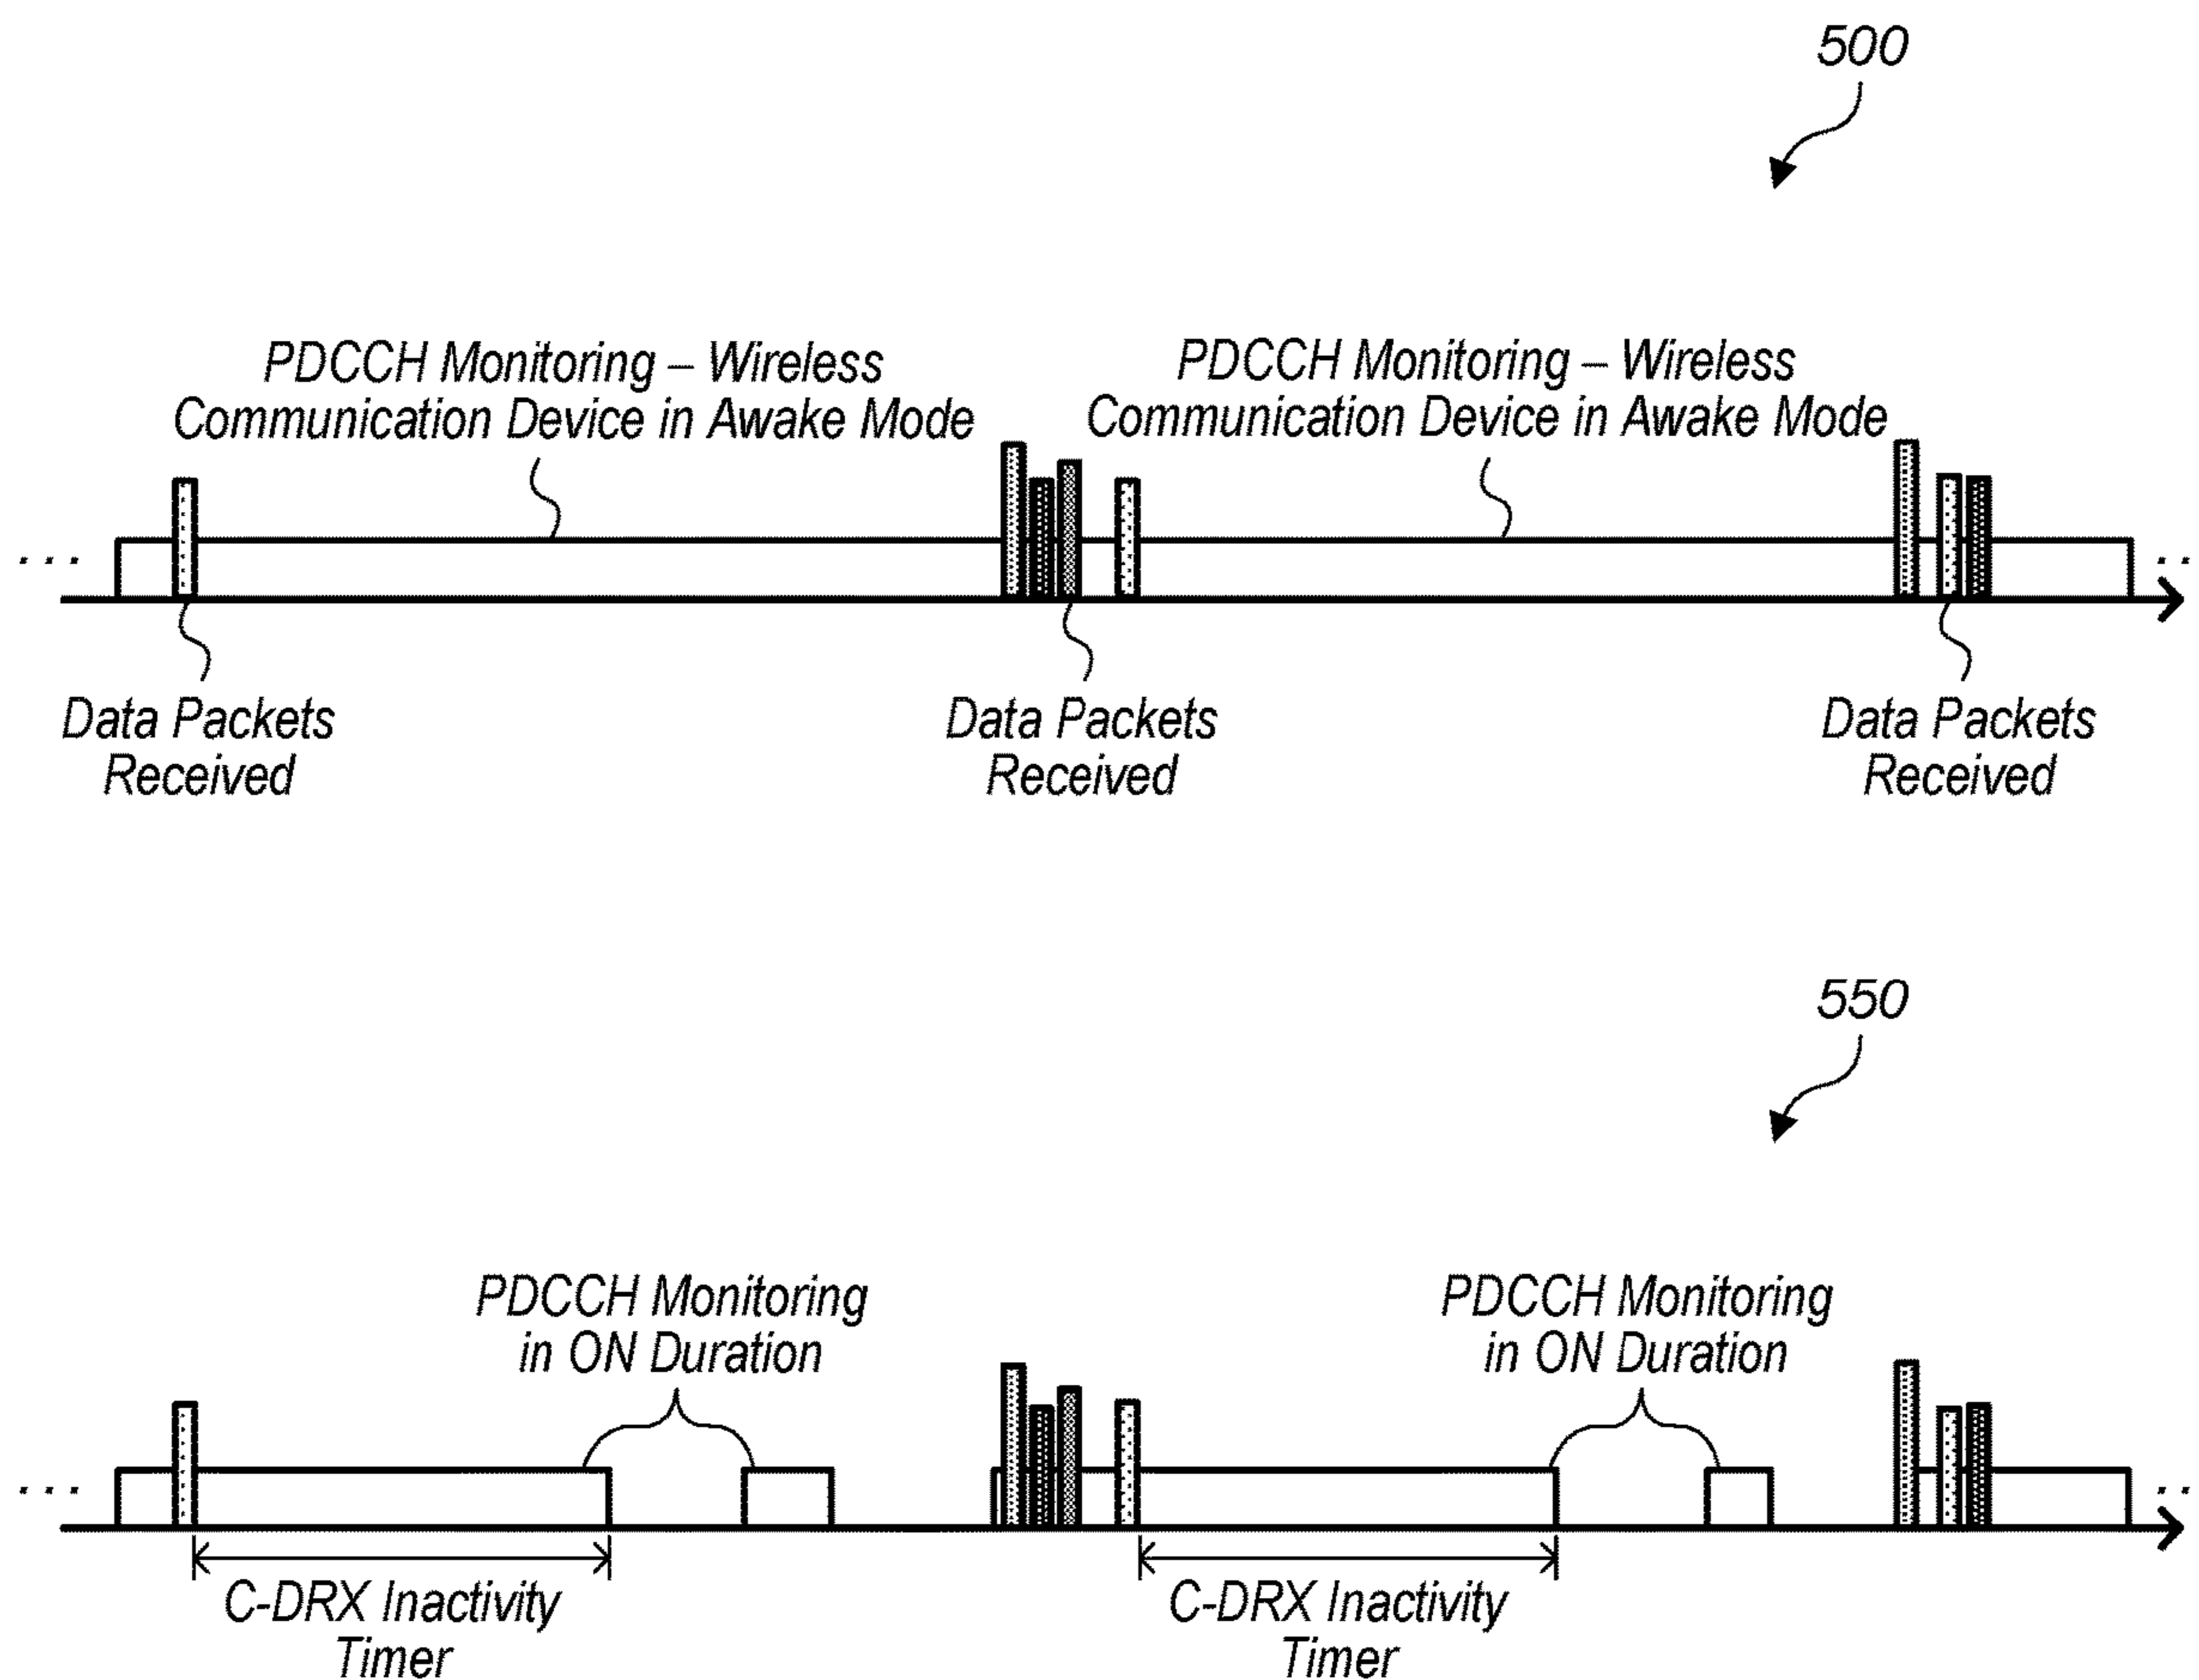 500
PDCCH Monitoring – Wireless
Communication Device in Awake Mode
PDCCH Monitoring – Wireless
Communication Device in Awake Mode
. . .
. .
Data Packets
Received
Data Packets
Received
Data Packets
Received
550
PDCCH Monitoring
in ON Duration
PDCCH Monitoring
in ON Duration
. . .
. .
C-DRX Inactivity
Timer
C-DRX Inactivity
Timer